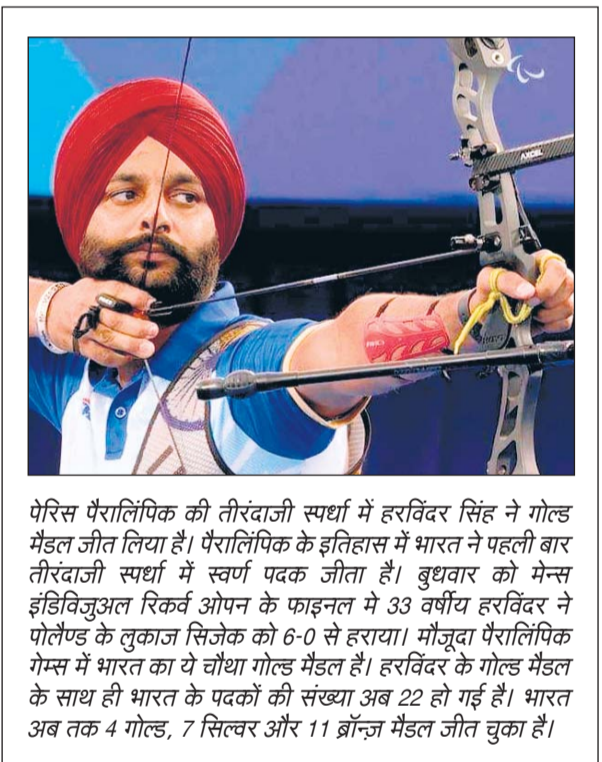 AXCEL
पेरिस पैरालिंपिक की तीरंदाजी स्पर्धा में हरविंदर सिंह ने गोल्ड
मैडल जीत लिया है। पैरालिंपिक के इतिहास में भारत ने पहली बार
तीरंदाजी स्पर्धा में स्वर्ण पदक जीता है। बुधवार को मेन्स
इंडिविजुअल रिकर्व ओपन के फाइनल मे 33 वर्षीय हरविंदर ने
पोलैण्ड के लुकाज सिजेक को 6-0 से हराया। मौजूदा पैरालिंपिक
गेम्स में भारत का ये चौथा गोल्ड मैडल है। हरविंदर के गोल्ड मैडल
के साथ ही भारत के पदकों की संख्या अब 22 हो गई है। भारत
अब तक 4 गोल्ड, 7 सिल्वर और 11 ब्रॉन्ज़ मैडल जीत चुका है।